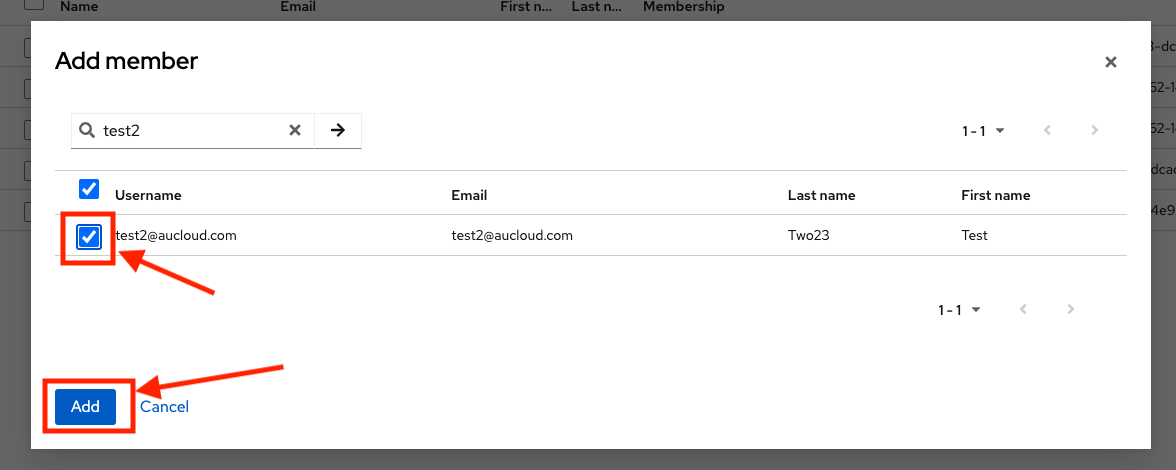 Name Email First n... Last n... Membership
Add member
test2
1 - 1
Username Email Last name First name
test2@aucloud.com test2@aucloud.com Two23 Test
1 - 1
Add Cancel